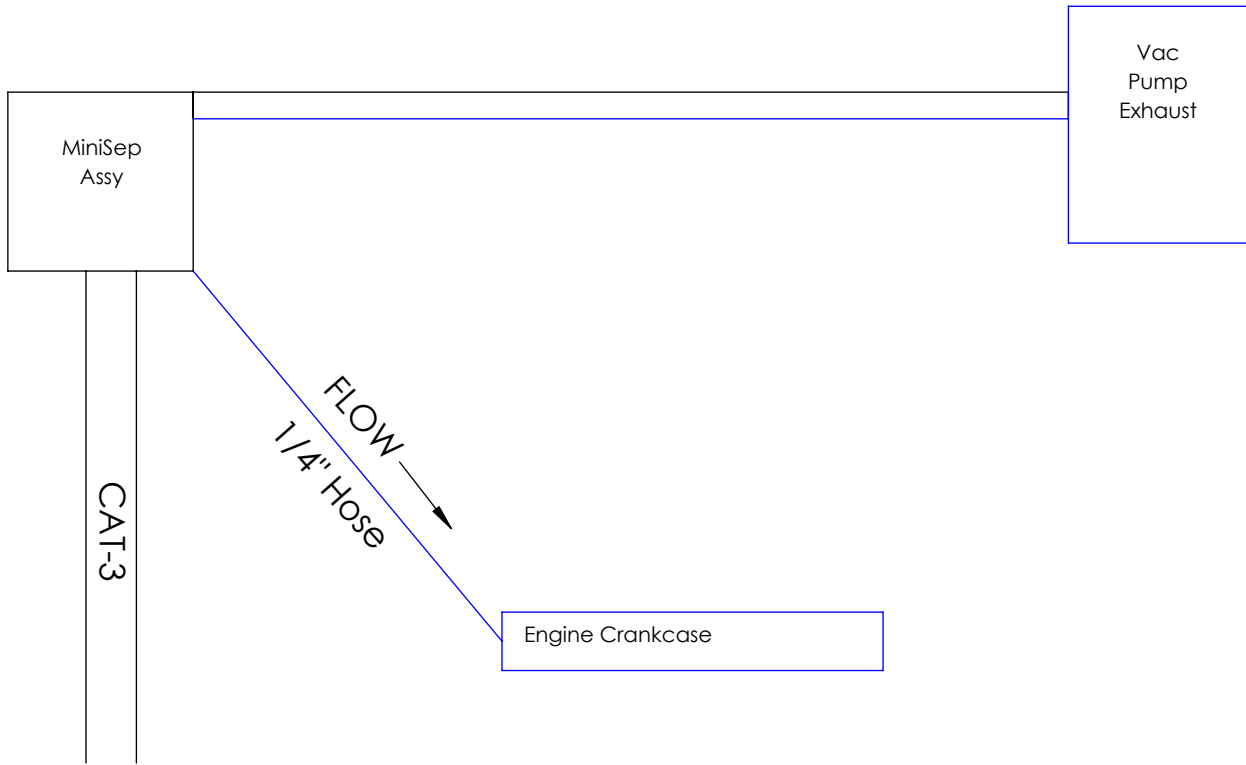 Vac
Pump
Exhaust
MiniSep
Assy
FLOW
1/4" Hose
CAT-3
Engine Crankcase